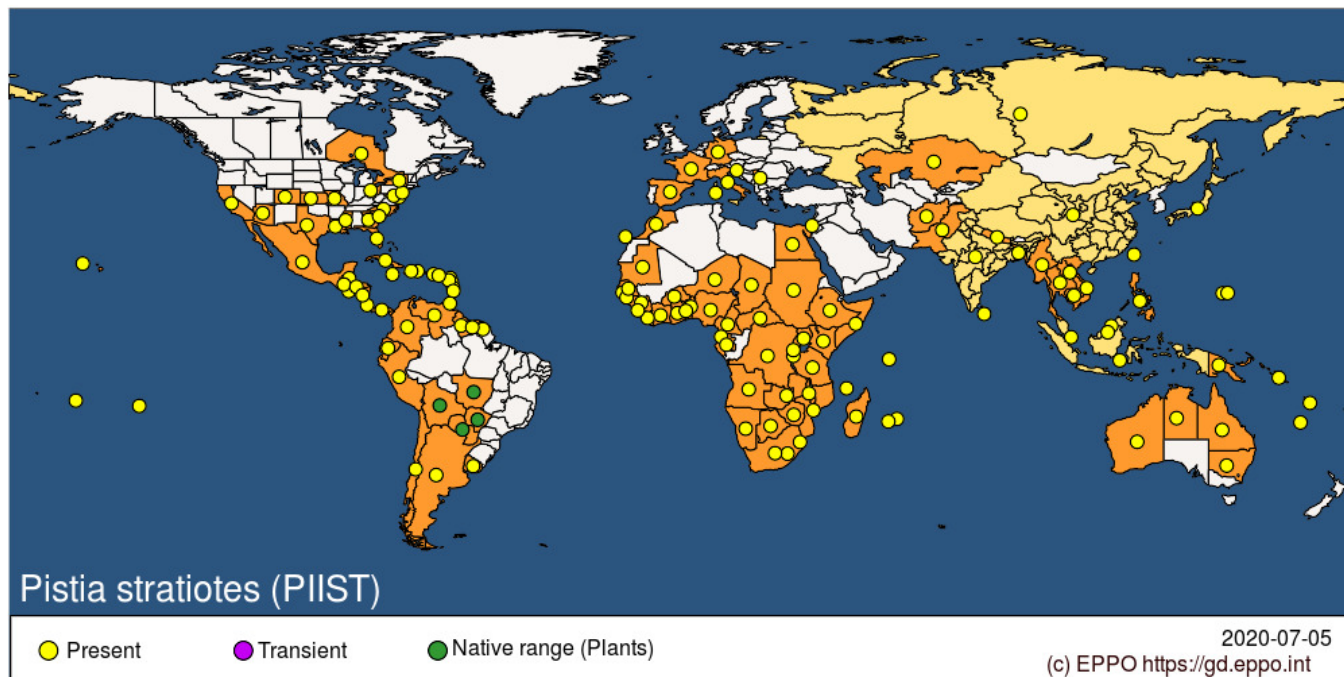 Pistia stratiotes (PIIST)
Present
Transient
Native range (Plants)
2020-07-05
(c) EPPO https://gd.eppo.int